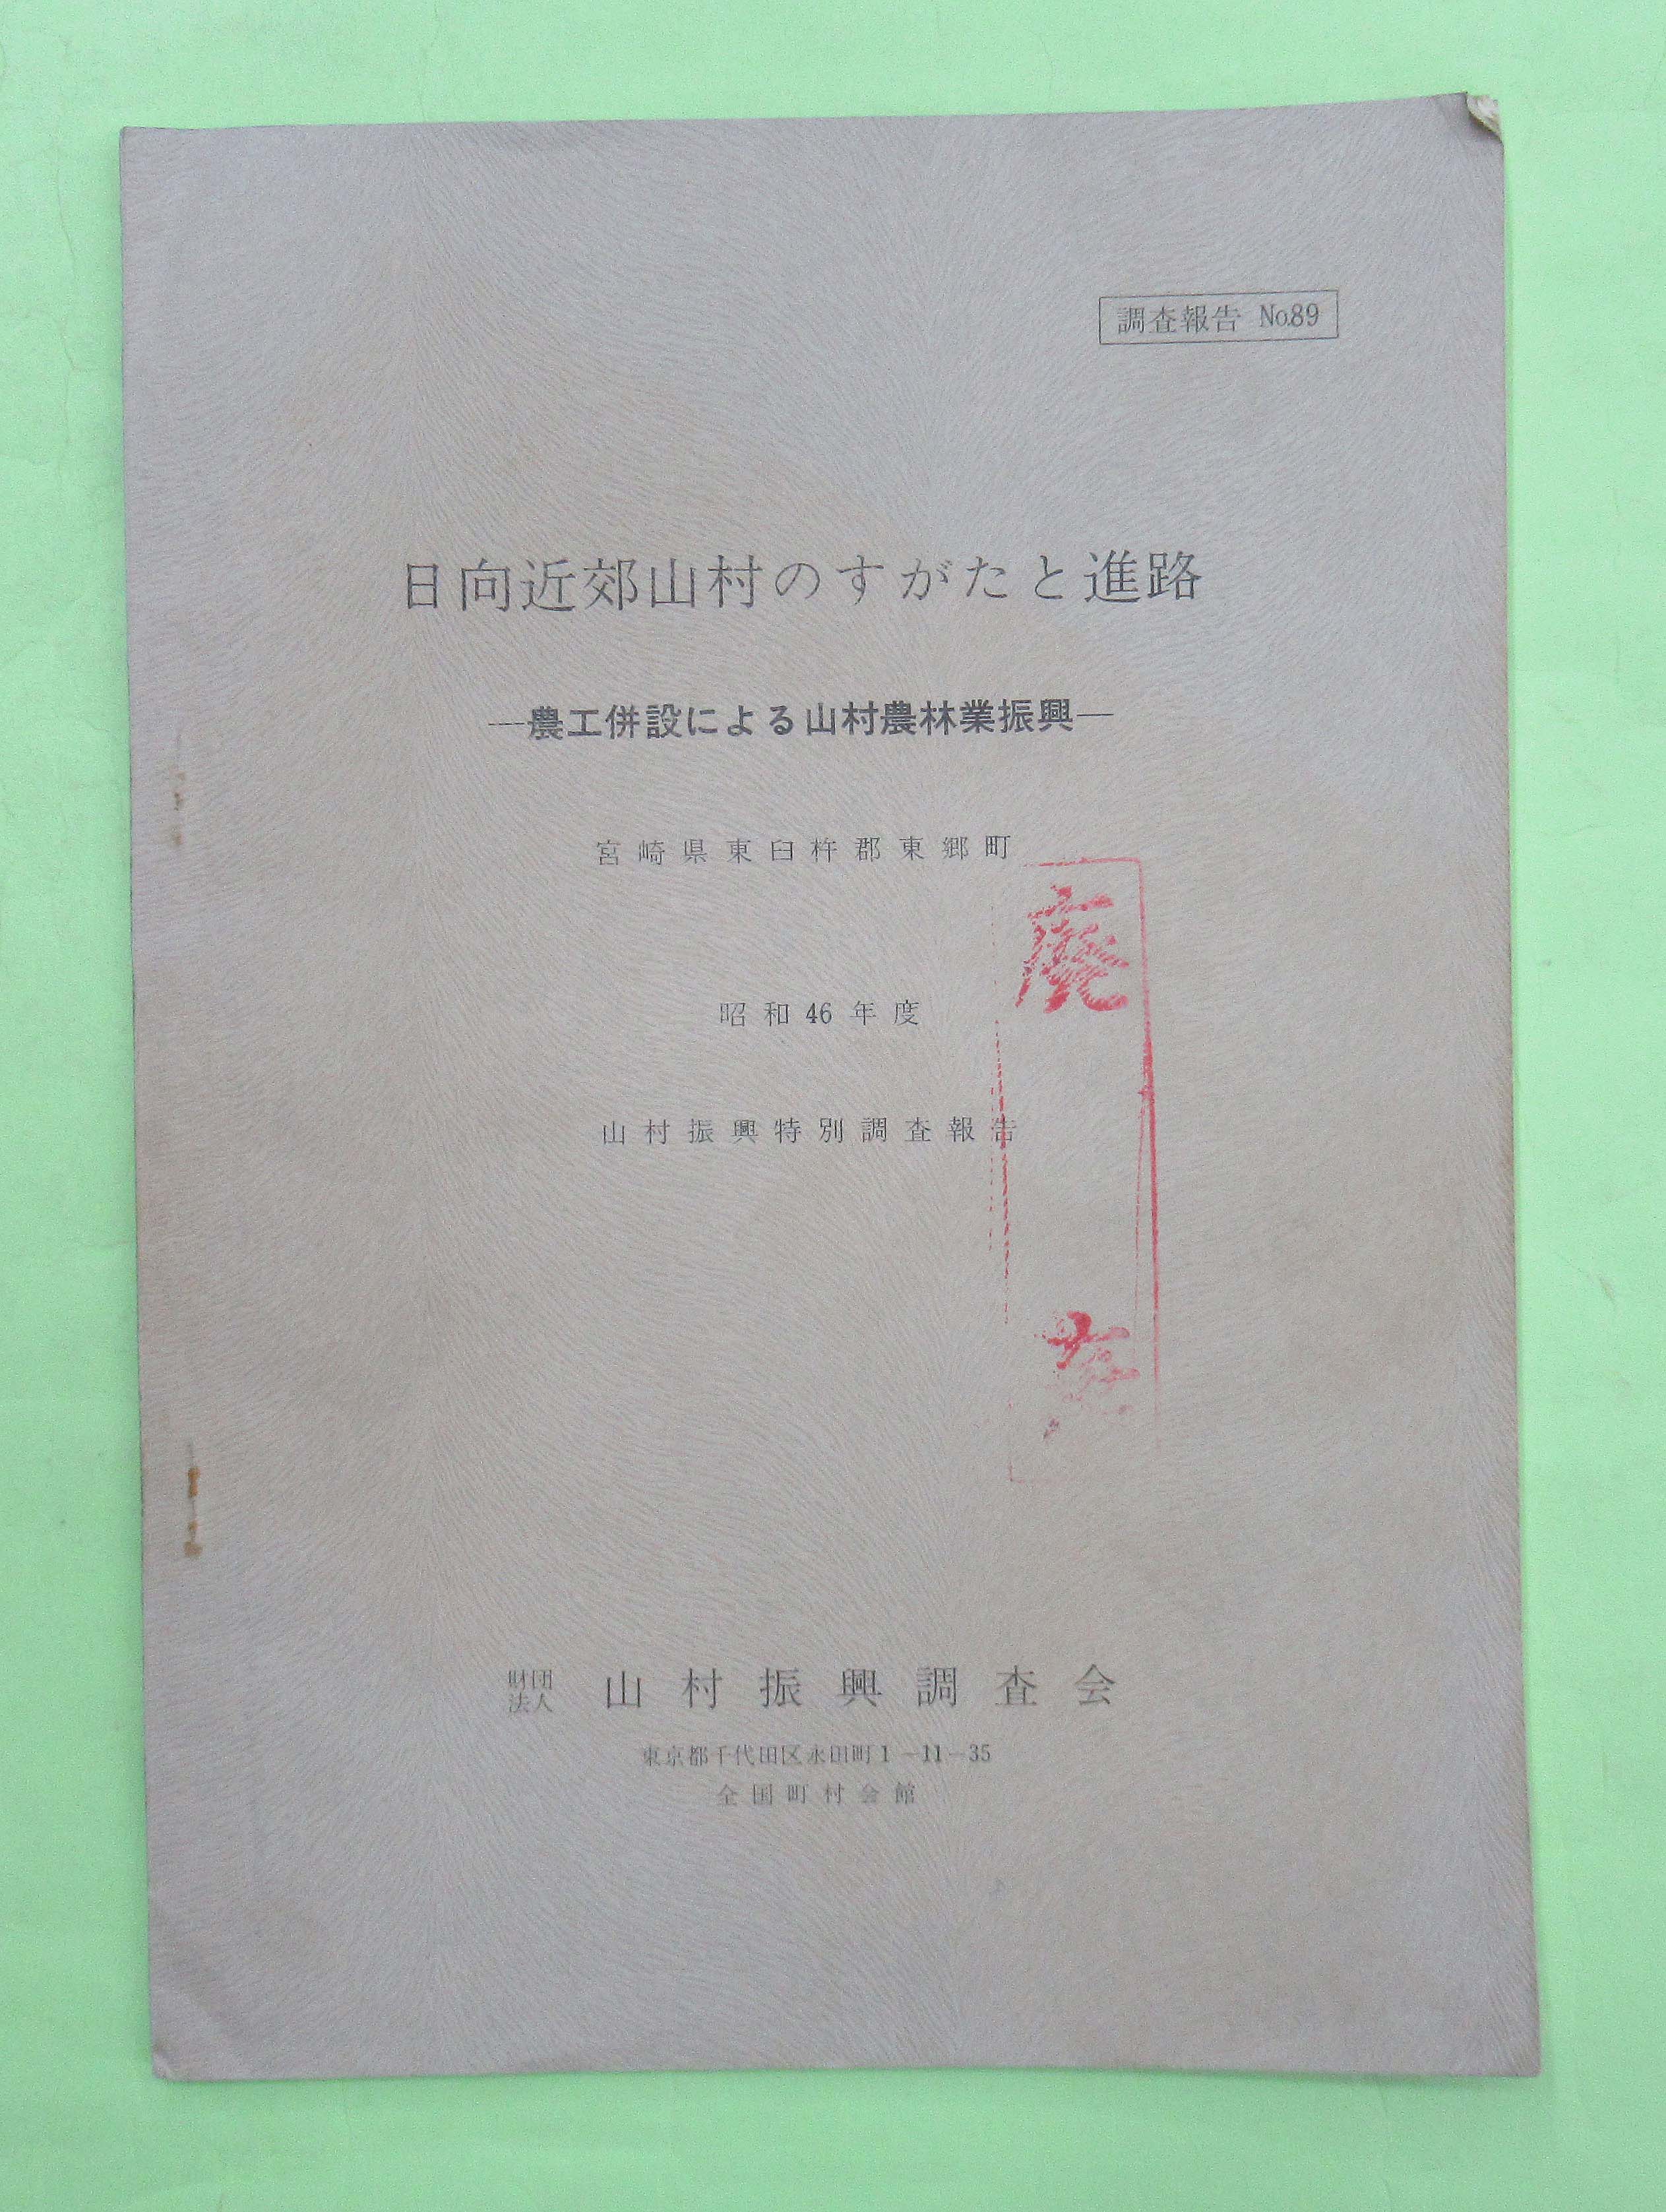 調査報告 No.89
日向近郊山村のすがたと進路
―農工併設による山村農林業振興―
宮崎県東臼杵郡東郷町
昭和46年度
山村振興特別調査報告
廃
棄
財団
法人
山村振興調査会
東京都千代田区永田町1-11-35
全国町村会館